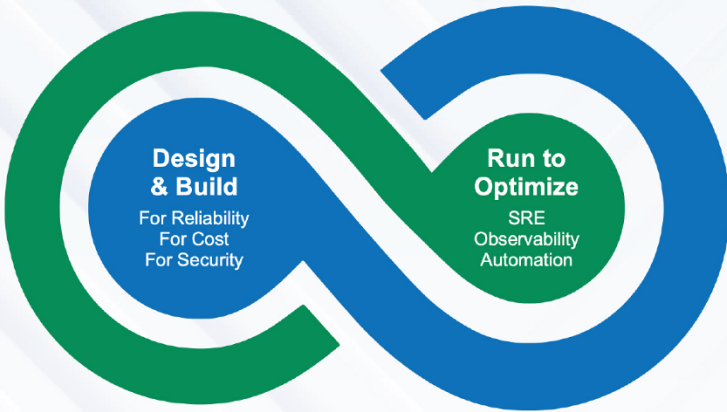 Design
& Build
For Reliability
For Cost
For Security
Run to
Optimize
SRE
Observability
Automation